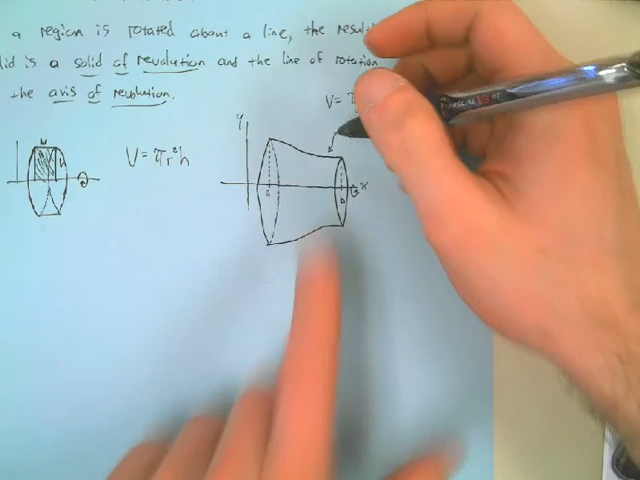 a region is rotated about a line, the result
is a solid of revolution and the line of rotation
the axis of revolution.
V = π
y
V = πr²h
x
a
b